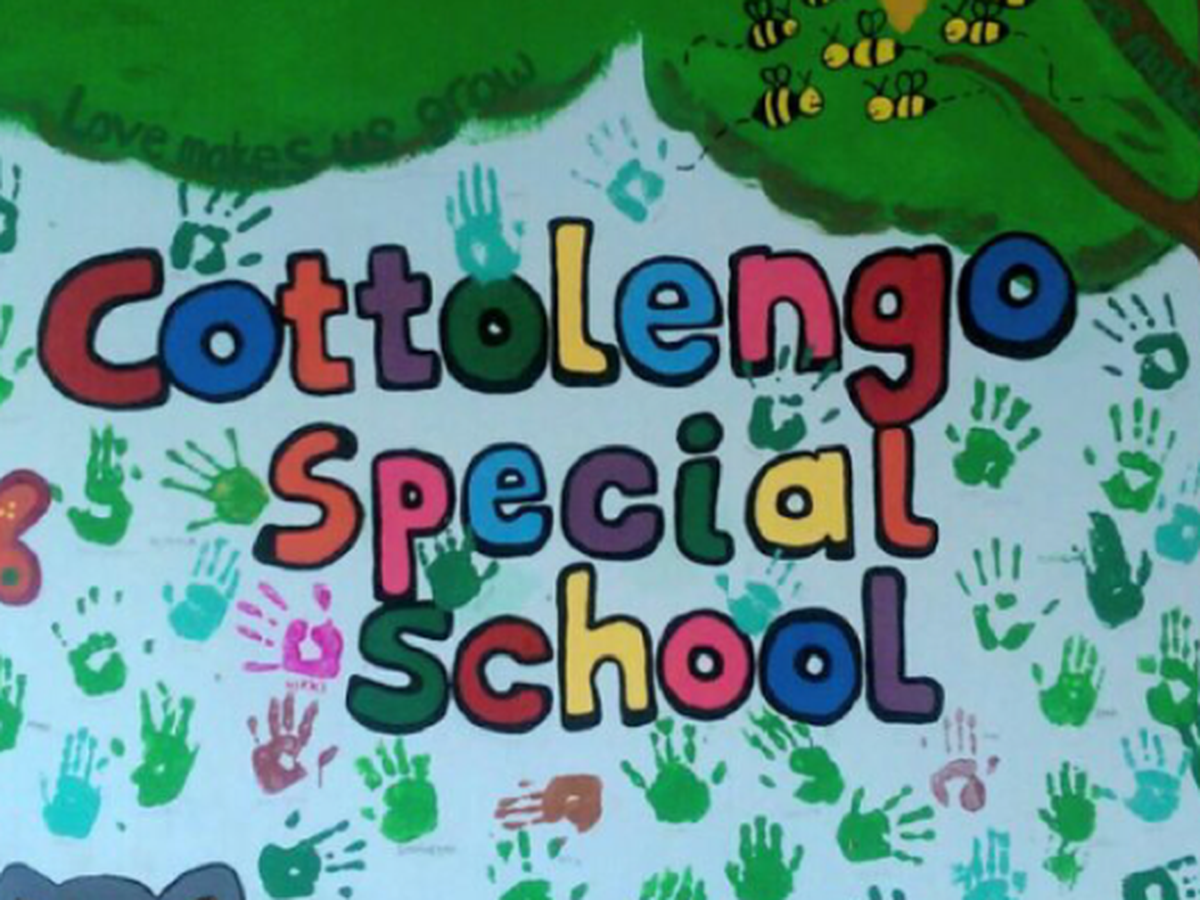 Love makes us grow
Cottolengo
Special
School